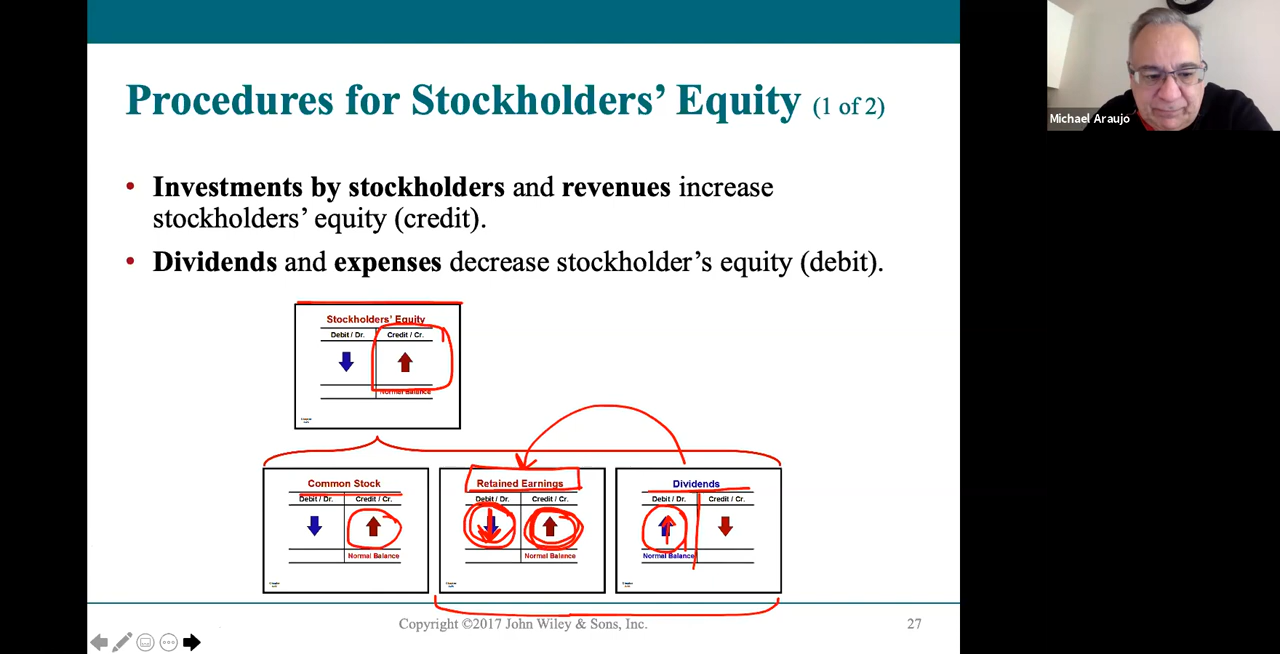 Procedures for Stockholders' Equity (1 of 2)
• Investments by stockholders and revenues increase
stockholders' equity (credit).
• Dividends and expenses decrease stockholder's equity (debit).
Stockholders' Equity
Debit / Dr. Credit / Cr.
Normal Balance
Common Stock
Debit / Dr. Credit / Cr.
Normal Balance
Retained Earnings
Debit / Dr. Credit / Cr.
Normal Balance
Dividends
Debit / Dr. Credit / Cr.
Normal Balance
Copyright ©2017 John Wiley & Sons, Inc.
27
Michael Araujo